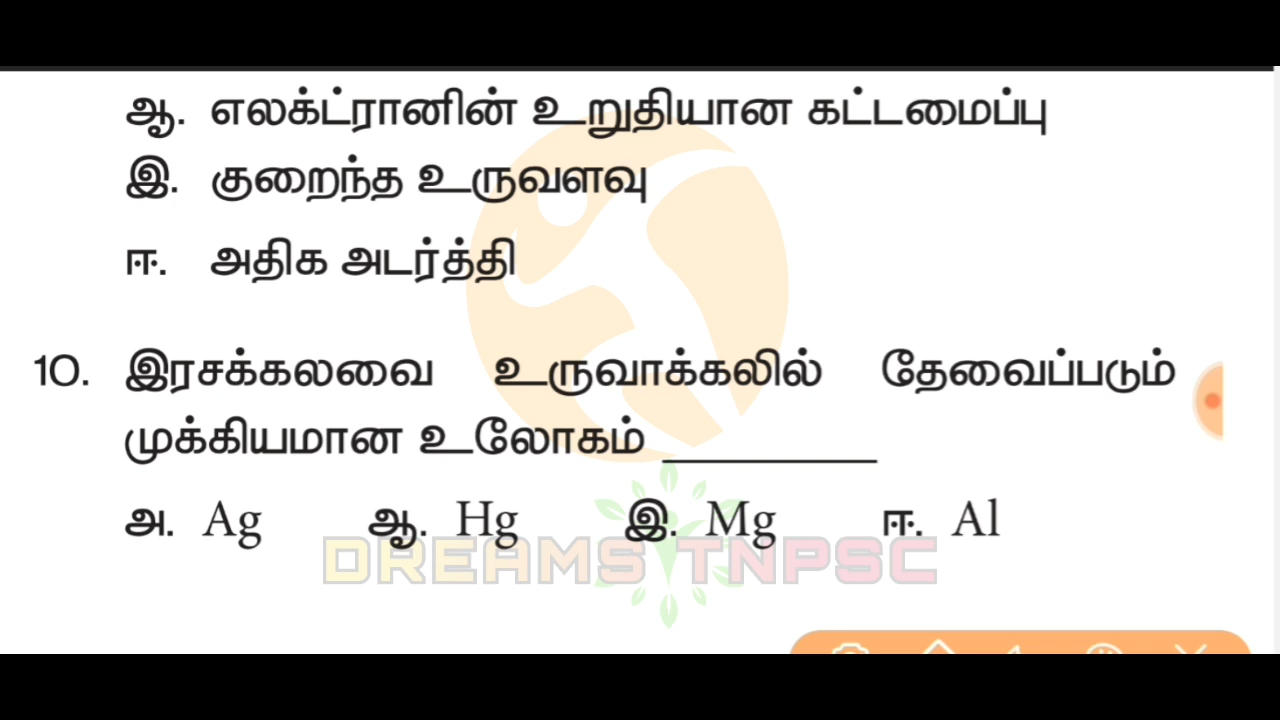 ஆ. எலக்ட்ரானின் உறுதியான கட்டமைப்பு
இ. குறைந்த உருவளவு
ஈ. அதிக அடர்த்தி
10. இரசக்கலவை உருவாக்கலில் தேவைப்படும்
முக்கியமான உலோகம் ________
அ. Ag ஆ. Hg இ. Mg ஈ. Al
DREAMS TNPSC